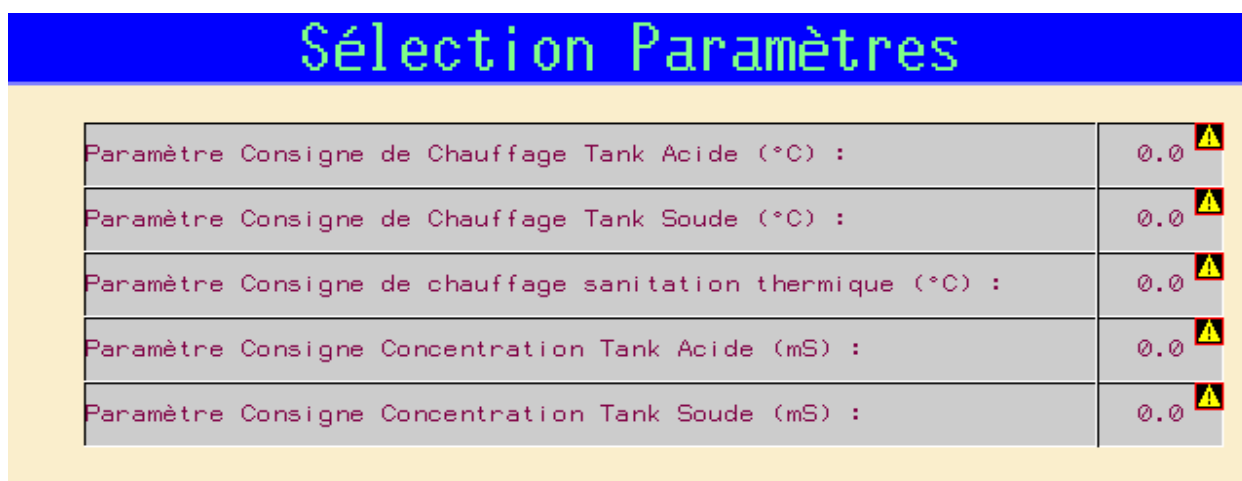 Sélection Paramètres
Paramètre Consigne de Chauffage Tank Acide (°C) : 0.0
Paramètre Consigne de Chauffage Tank Soude (°C) : 0.0
Paramètre Consigne de chauffage sanitation thermique (°C) : 0.0
Paramètre Consigne Concentration Tank Acide (mS) : 0.0
Paramètre Consigne Concentration Tank Soude (mS) : 0.0